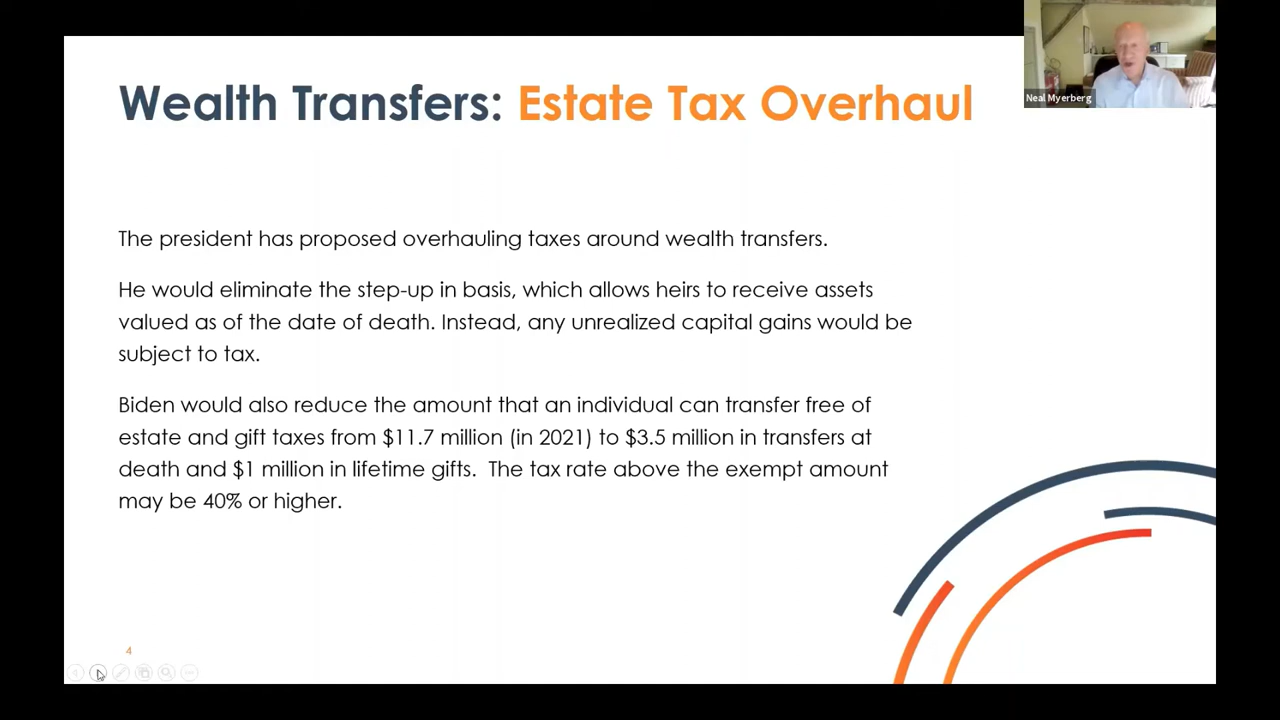 Wealth Transfers: Estate Tax Overhaul
Neal Myerberg
The president has proposed overhauling taxes around wealth transfers.
He would eliminate the step-up in basis, which allows heirs to receive assets
valued as of the date of death. Instead, any unrealized capital gains would be
subject to tax.
Biden would also reduce the amount that an individual can transfer free of
estate and gift taxes from $11.7 million (in 2021) to $3.5 million in transfers at
death and $1 million in lifetime gifts.  The tax rate above the exempt amount
may be 40% or higher.
4